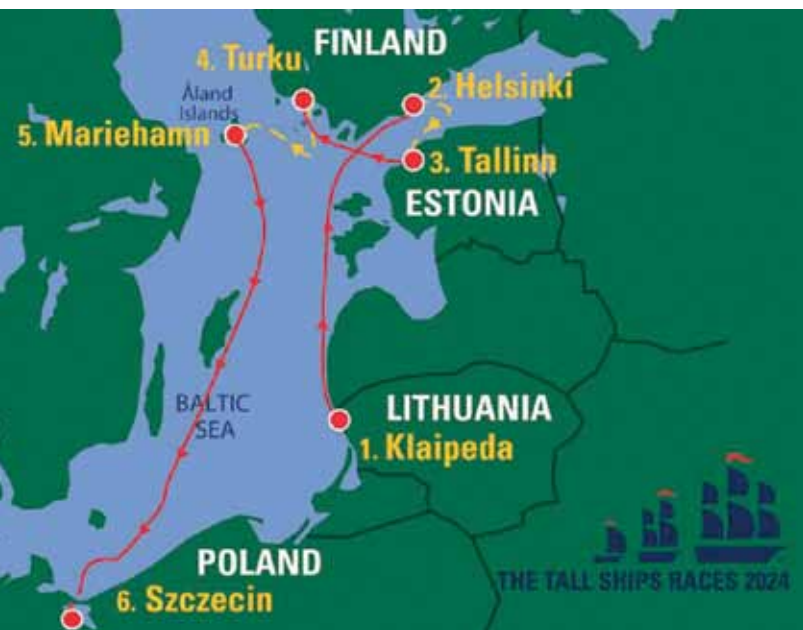 FINLAND
4. Turku
2. Helsinki
Åland
Islands
5. Mariehamn
3. Tallinn
ESTONIA
BALTIC
SEA
LITHUANIA
1. Klaipeda
POLAND
6. Szczecin
THE TALL SHIPS RACES 2024